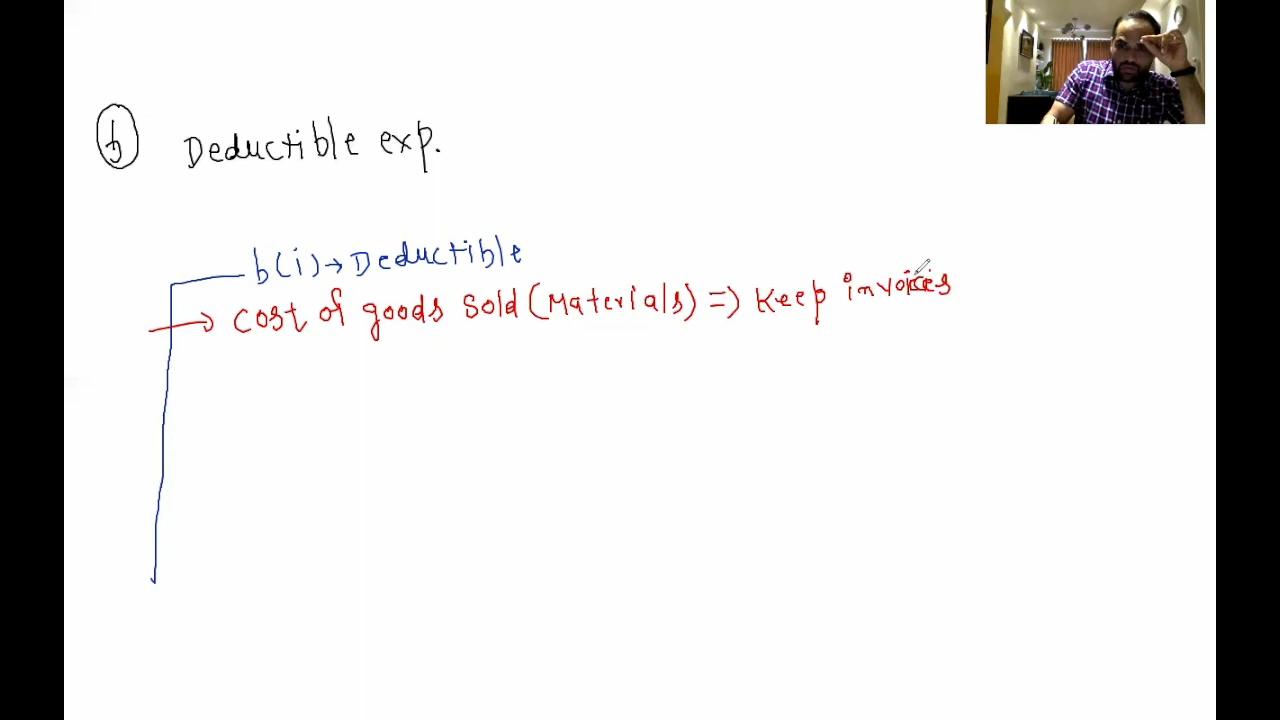 b Deductible exp.
b(i)→ Deductible
→ Cost of goods sold (Materials) => Keep invoices